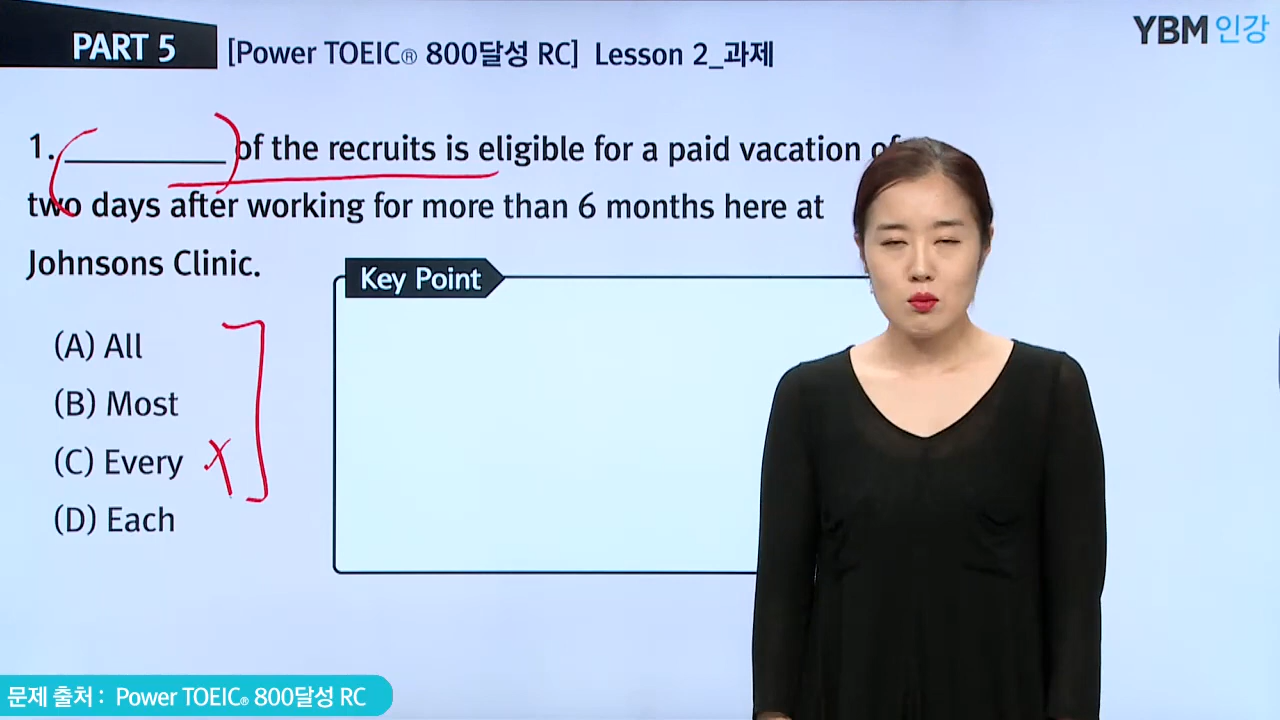 PART 5
[Power TOEIC® 800달성 RC] Lesson 2_과제
YBM 인강
1. __________ of the recruits is eligible for a paid vacation of
two days after working for more than 6 months here at
Johnsons Clinic.
Key Point
(A) All
(B) Most
(C) Every
(D) Each
문제 출처 : Power TOEIC® 800달성 RC